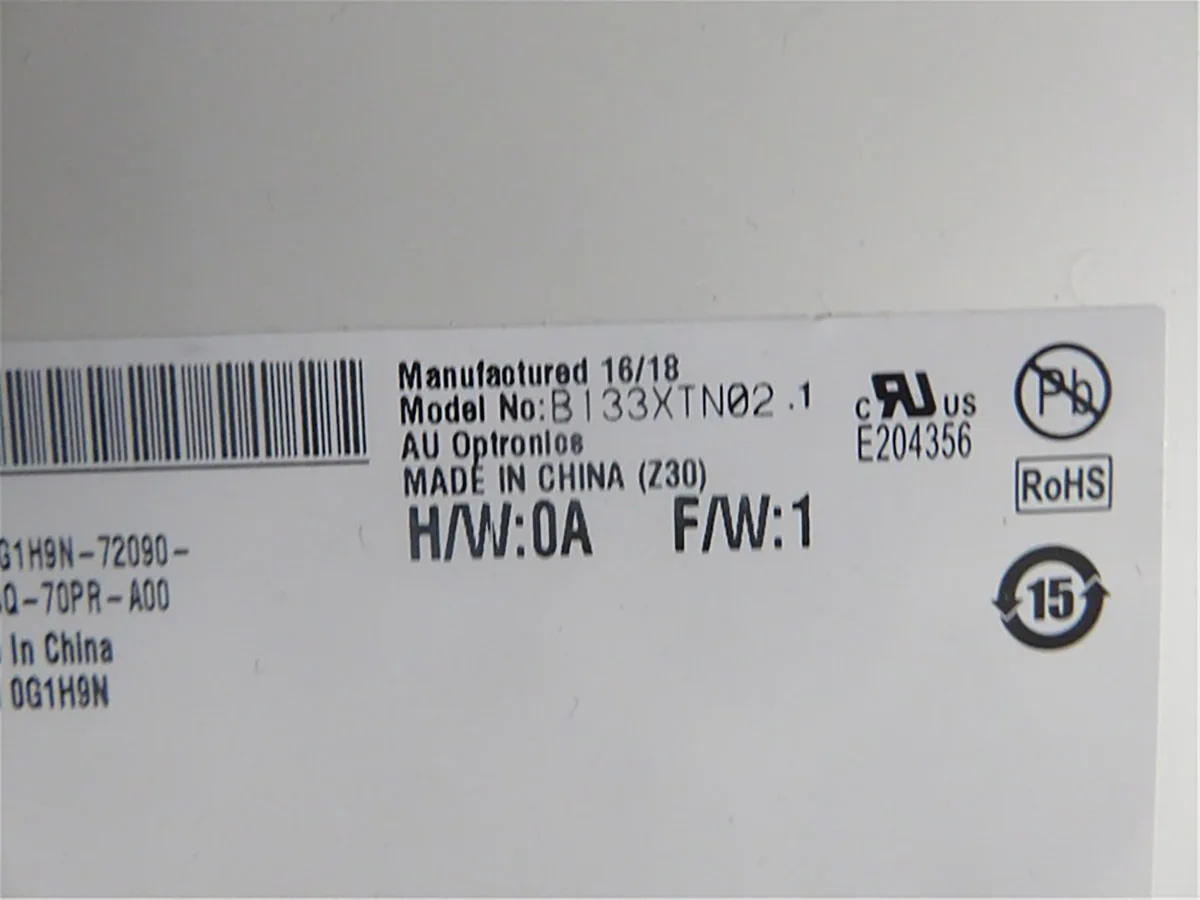 Manufactured 16/18
Model No:B133XTN02.1
AU Optronics
MADE IN CHINA (Z30)
H/W:0A F/W:1
c RU US
E204356
Pb
RoHS
15
G1H9N-72090-
Q-70PR-A00
In China
0G1H9N